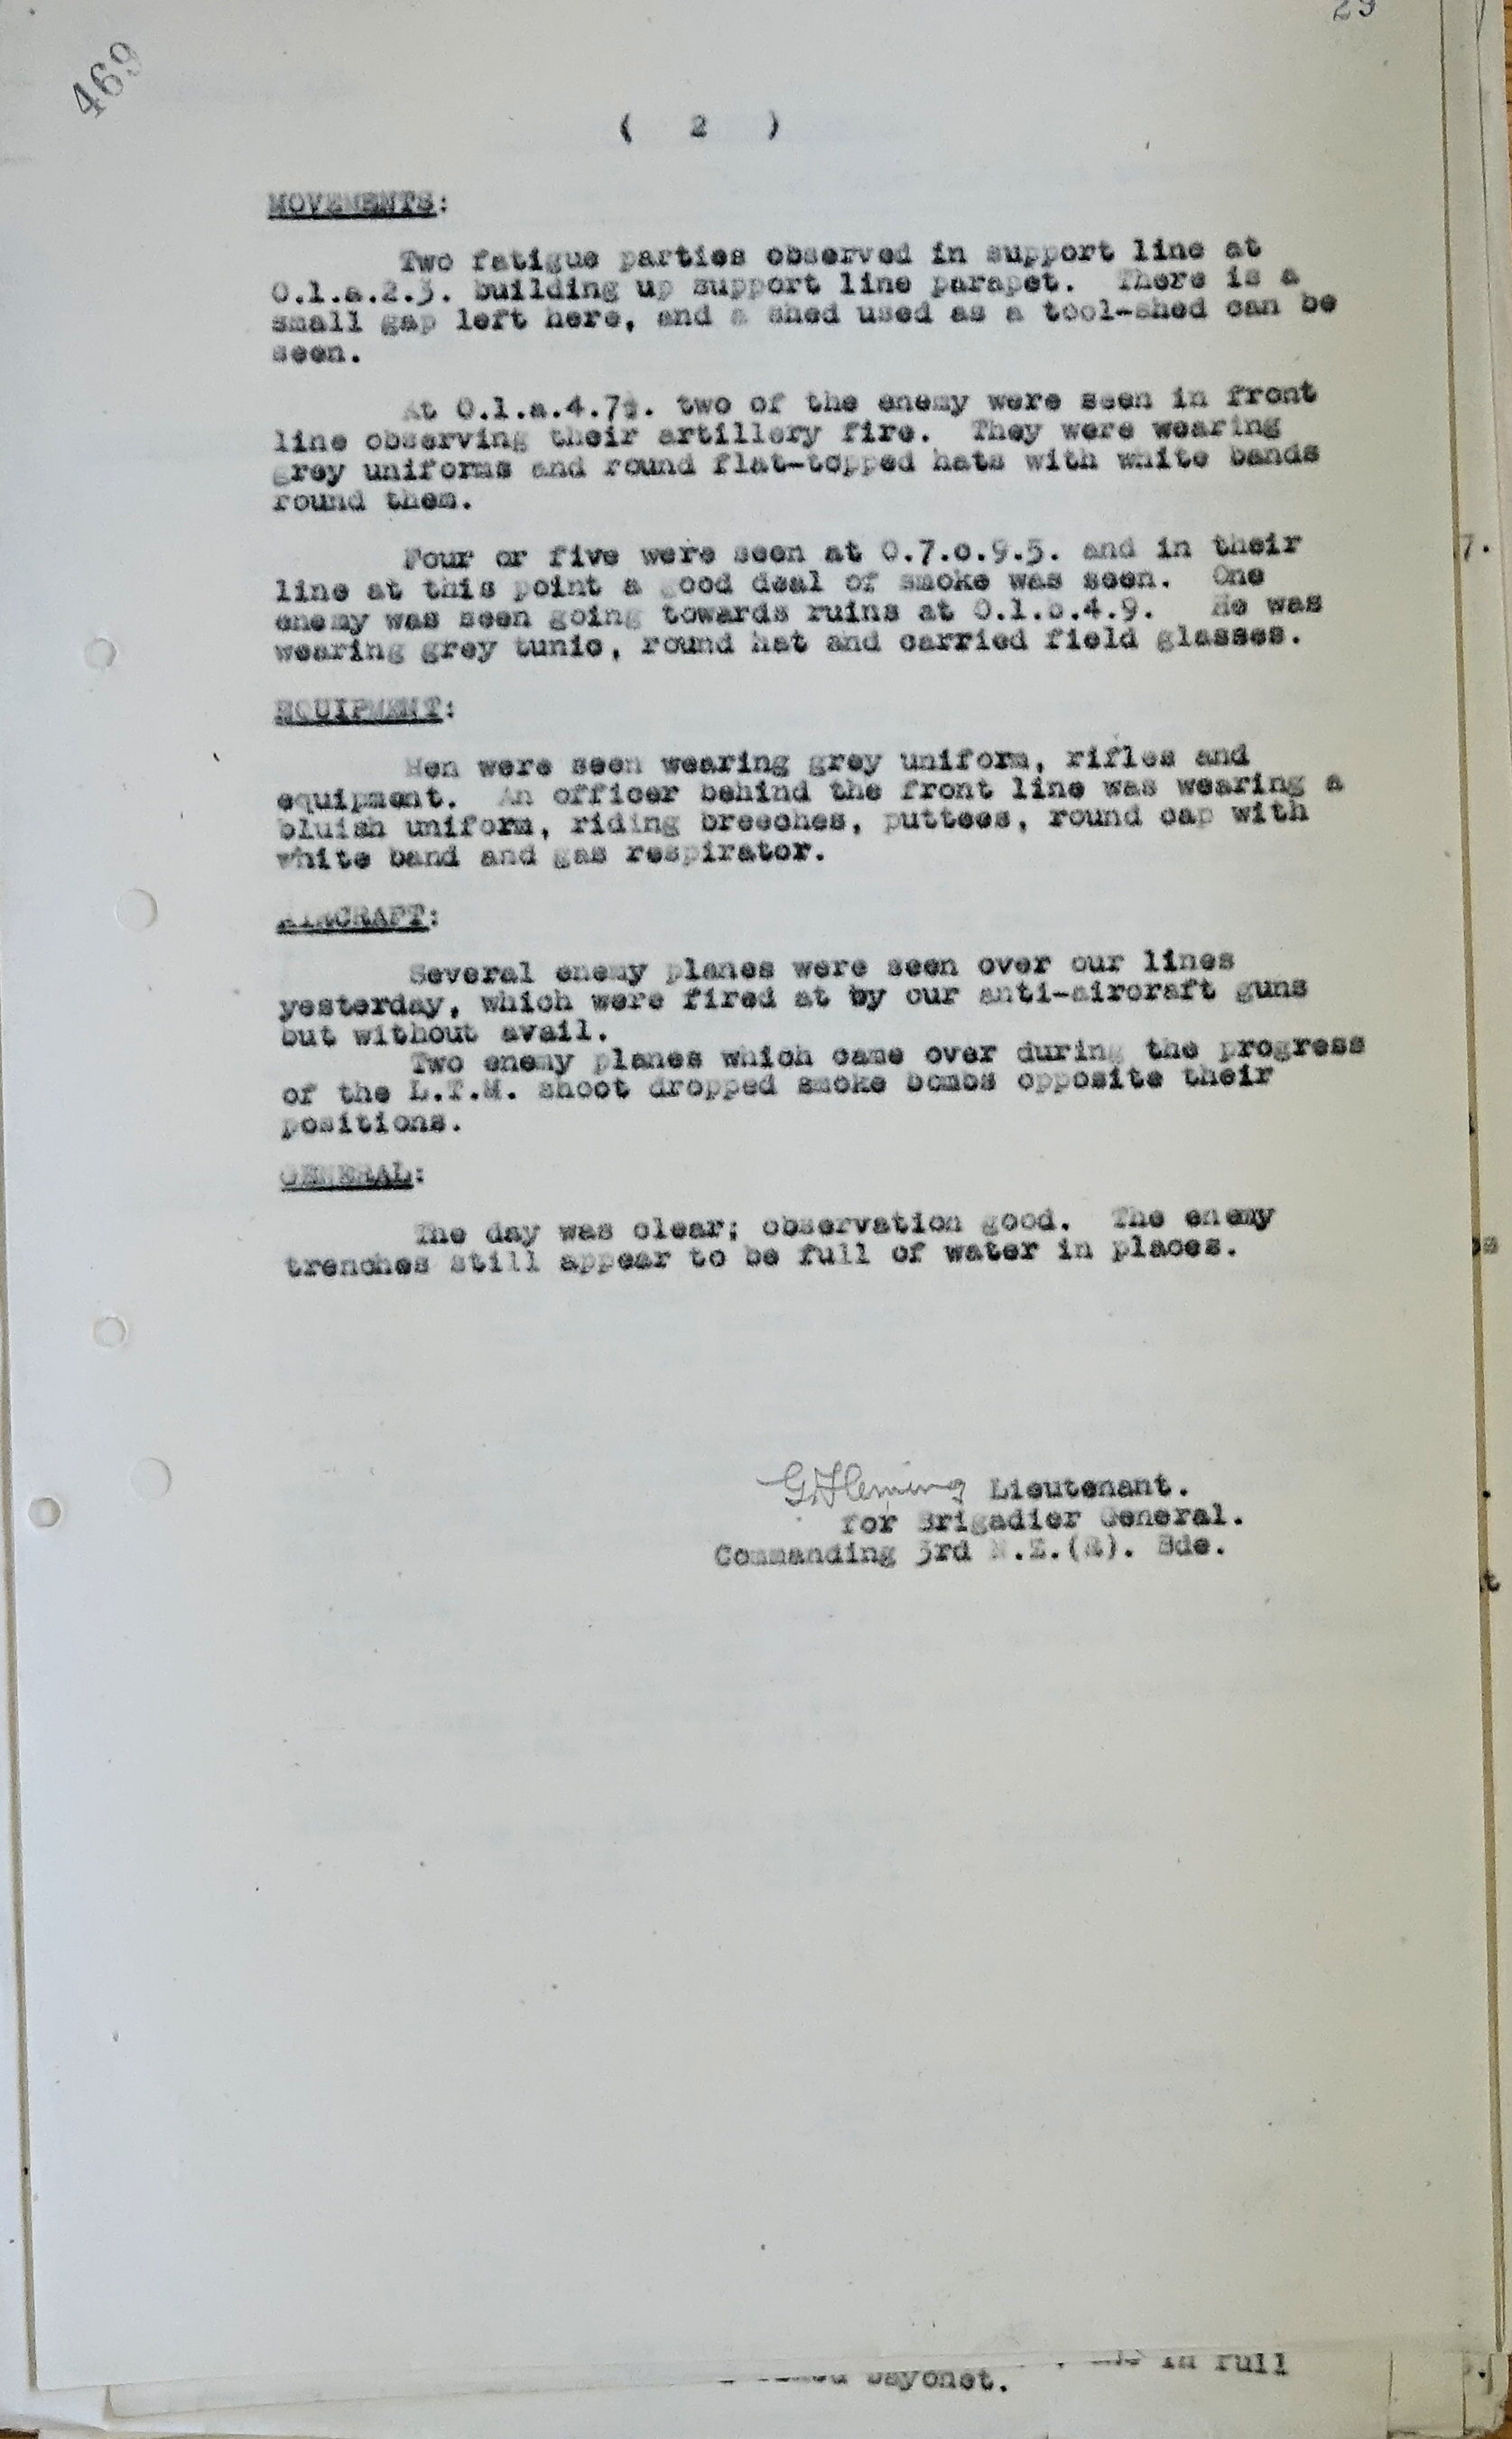 469
29
( 2 )
MOVEMENTS:
Two fatigue parties observed in support line at
O.1.a.2.3. building up support line parapet. There is a
small gap left here, and a shed used as a tool-shed can be
seen.
At O.1.a.4.7½. two of the enemy were seen in front
line observing their artillery fire. They were wearing
grey uniforms and round flat-topped hats with white bands
round them.
Four or five were seen at O.7.c.9.5. and in their
line at this point a good deal of smoke was seen. One
enemy was seen going towards ruins at O.1.b.4.9. He was
wearing grey tunic, round hat and carried field glasses.
EQUIPMENT:
Men were seen wearing grey uniform, rifles and
equipment. An officer behind the front line was wearing a
bluish uniform, riding breeches, puttees, round cap with
white band and gas respirator.
AIRCRAFT:
Several enemy planes were seen over our lines
yesterday, which were fired at by our anti-aircraft guns
but without avail.
Two enemy planes which came over during the progress
of the L.T.M. shoot dropped smoke bombs opposite their
positions.
GENERAL:
The day was clear; observation good. The enemy
trenches still appear to be full of water in places.
G Fleming Lieutenant.
for Brigadier General.
Commanding 3rd N.Z.(R). Bde.
in full
bayonet.